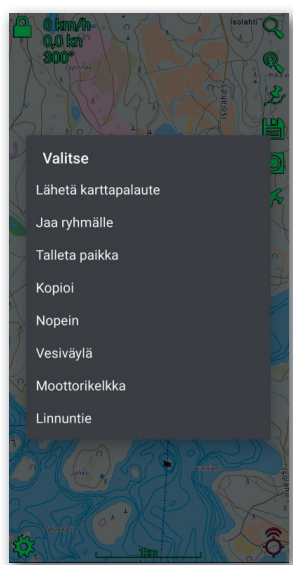 Isolahti
0 km/h
0,0 kn
300°
Valitse
Lähetä karttapalaute
Jaa ryhmälle
Talleta paikka
Kopioi
Nopein
Vesiväylä
Moottorikelkka
Linnuntie
1km